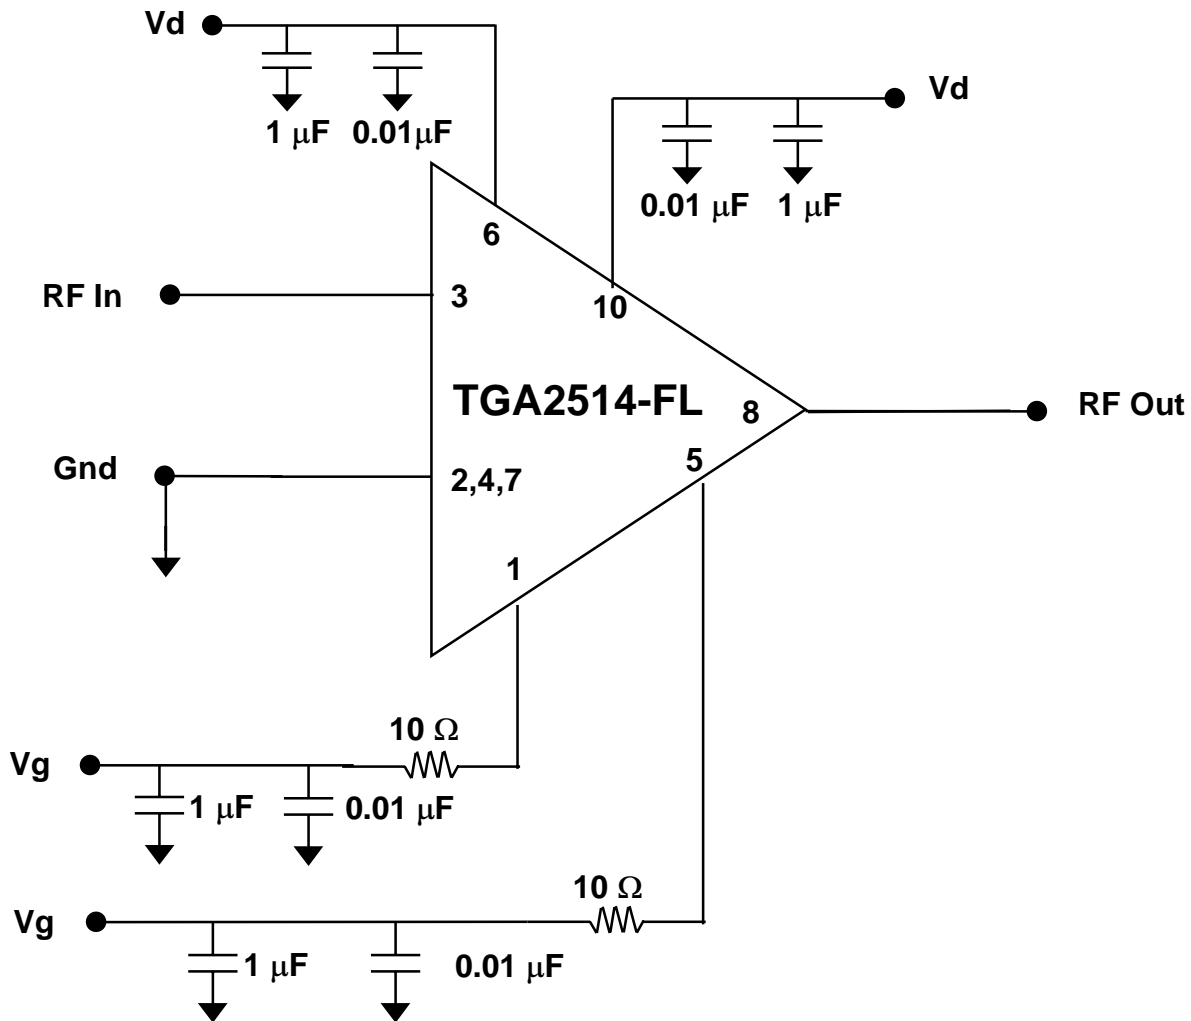 Vd
Vd
1 μF 0.01μF
0.01 μF 1 μF
6
RF In
3
10
TGA2514-FL
8
RF Out
Gnd
2,4,7
5
1
10 Ω
Vg
1 μF
0.01 μF
10 Ω
Vg
1 μF
0.01 μF